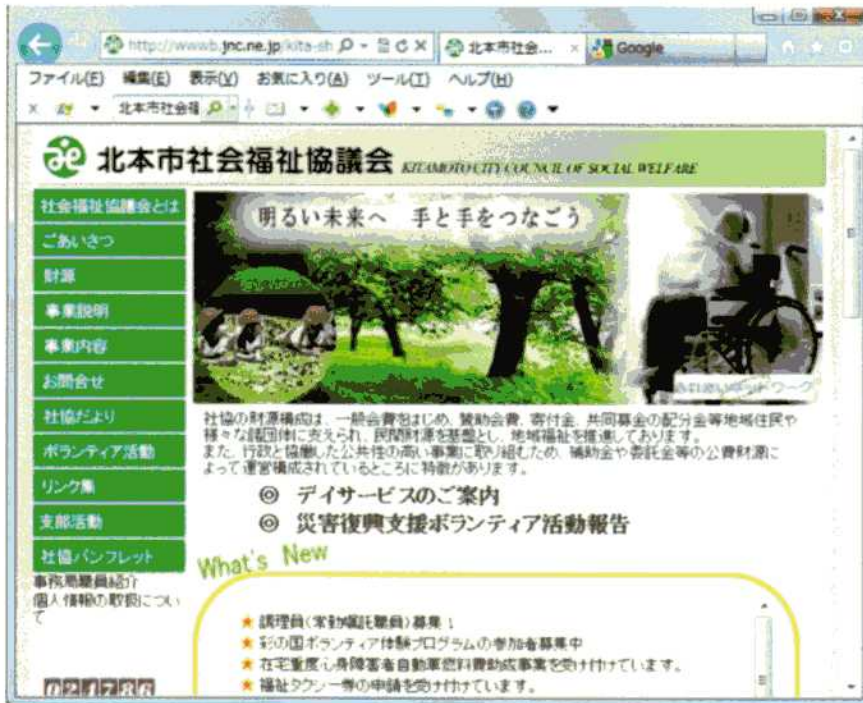 http://wwwb.jnc.ne.jp/kita-sh
北本市社会...
Google
ファイル(F) 編集(E) 表示(V) お気に入り(A) ツール(T) ヘルプ(H)
北本市社会福
北本市社会福祉協議会 KITAMOTO CITY COUNCIL OF SOCIAL WELFARE
社会福祉協議会とは
ごあいさつ
財源
事業説明
事業内容
お問合せ
社協だより
ボランティア活動
リンク集
支部活動
社協パンフレット
事務局職員紹介
個人情報の取扱につい
て
024786
明るい未来へ 手と手をつなごう
ふれあいネットワーク
社協の財源構成は、一般会費をはじめ、賛助会費、寄付金、共同募金の配分金等地域住民や
様々な諸団体に支えられ、民間財源を基盤とし、地域福祉を推進しております。
また、行政と協働した公共性の高い事業に取り組むため、補助金や委託金等の公費財源に
よって運営構成されているところに特徴があります。
◎ デイサービスのご案内
◎ 災害復興支援ボランティア活動報告
What's New
★ 調理員(常勤嘱託職員)募集!
★ 彩の国ボランティア体験プログラムの参加者募集中
★ 在宅重度心身障害者自動車燃料費助成事業を受け付けています。
★ 福祉タクシー券の申請を受け付けています。